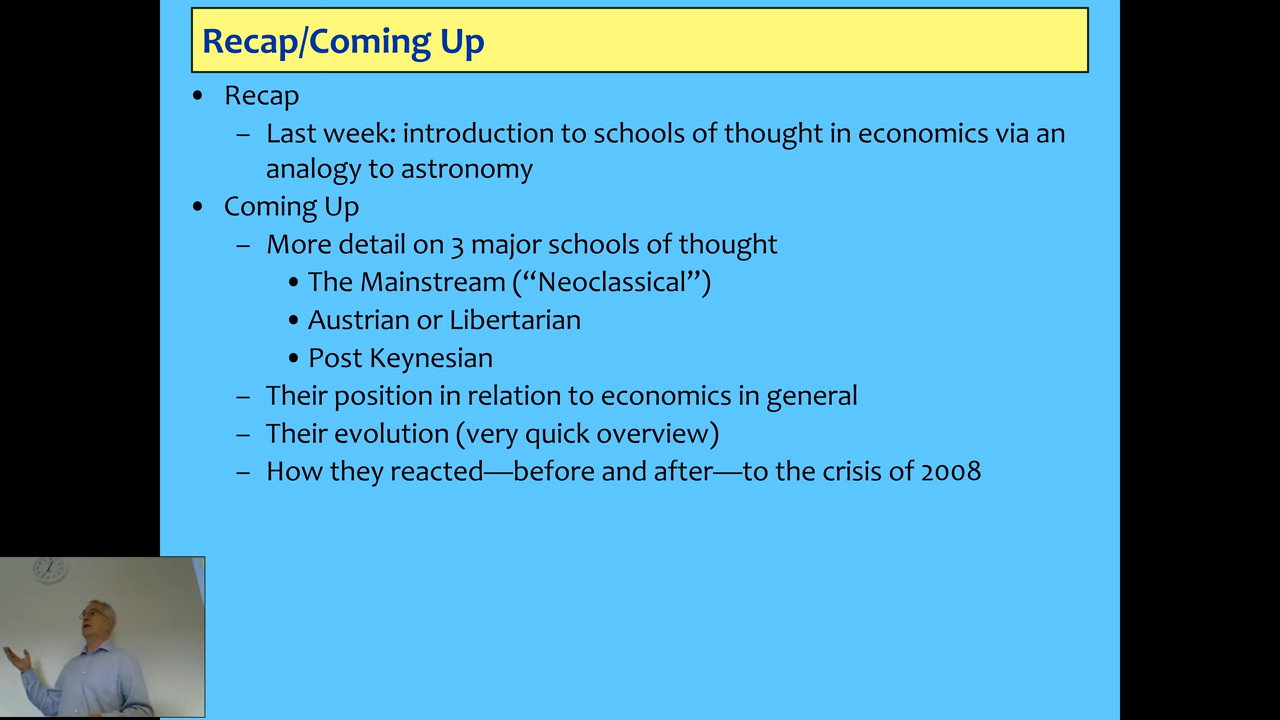 Recap/Coming Up
• Recap
– Last week: introduction to schools of thought in economics via an
analogy to astronomy
• Coming Up
– More detail on 3 major schools of thought
• The Mainstream (“Neoclassical”)
• Austrian or Libertarian
• Post Keynesian
– Their position in relation to economics in general
– Their evolution (very quick overview)
– How they reacted—before and after—to the crisis of 2008